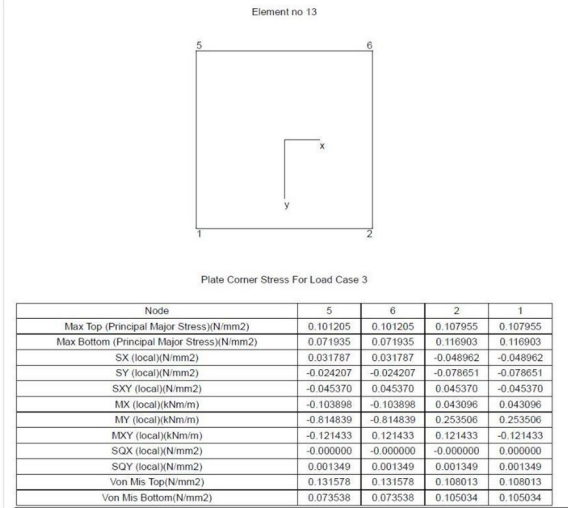 Element no 13
5 6
x
y
1 2
Plate Corner Stress For Load Case 3
Node 5 6 2 1
Max Top (Principal Major Stress)(N/mm2) 0.101205 0.101205 0.107955 0.107955
Max Bottom (Principal Major Stress)(N/mm2) 0.071935 0.071935 0.116903 0.116903
SX (local)(N/mm2) 0.031787 0.031787 -0.048962 -0.048962
SY (local)(N/mm2) -0.024207 -0.024207 -0.078651 -0.078651
SXY (local)(N/mm2) -0.045370 0.045370 0.045370 -0.045370
MX (local)(kNm/m) -0.103898 -0.103898 0.043096 0.043096
MY (local)(kNm/m) -0.814839 -0.814839 0.253506 0.253506
MXY (local)(kNm/m) -0.121433 0.121433 0.121433 -0.121433
SQX (local)(N/mm2) -0.000000 -0.000000 -0.000000 0.000000
SQY (local)(N/mm2) 0.001349 0.001349 0.001349 0.001349
Von Mis Top(N/mm2) 0.131578 0.131578 0.108013 0.108013
Von Mis Bottom(N/mm2) 0.073538 0.073538 0.105034 0.105034